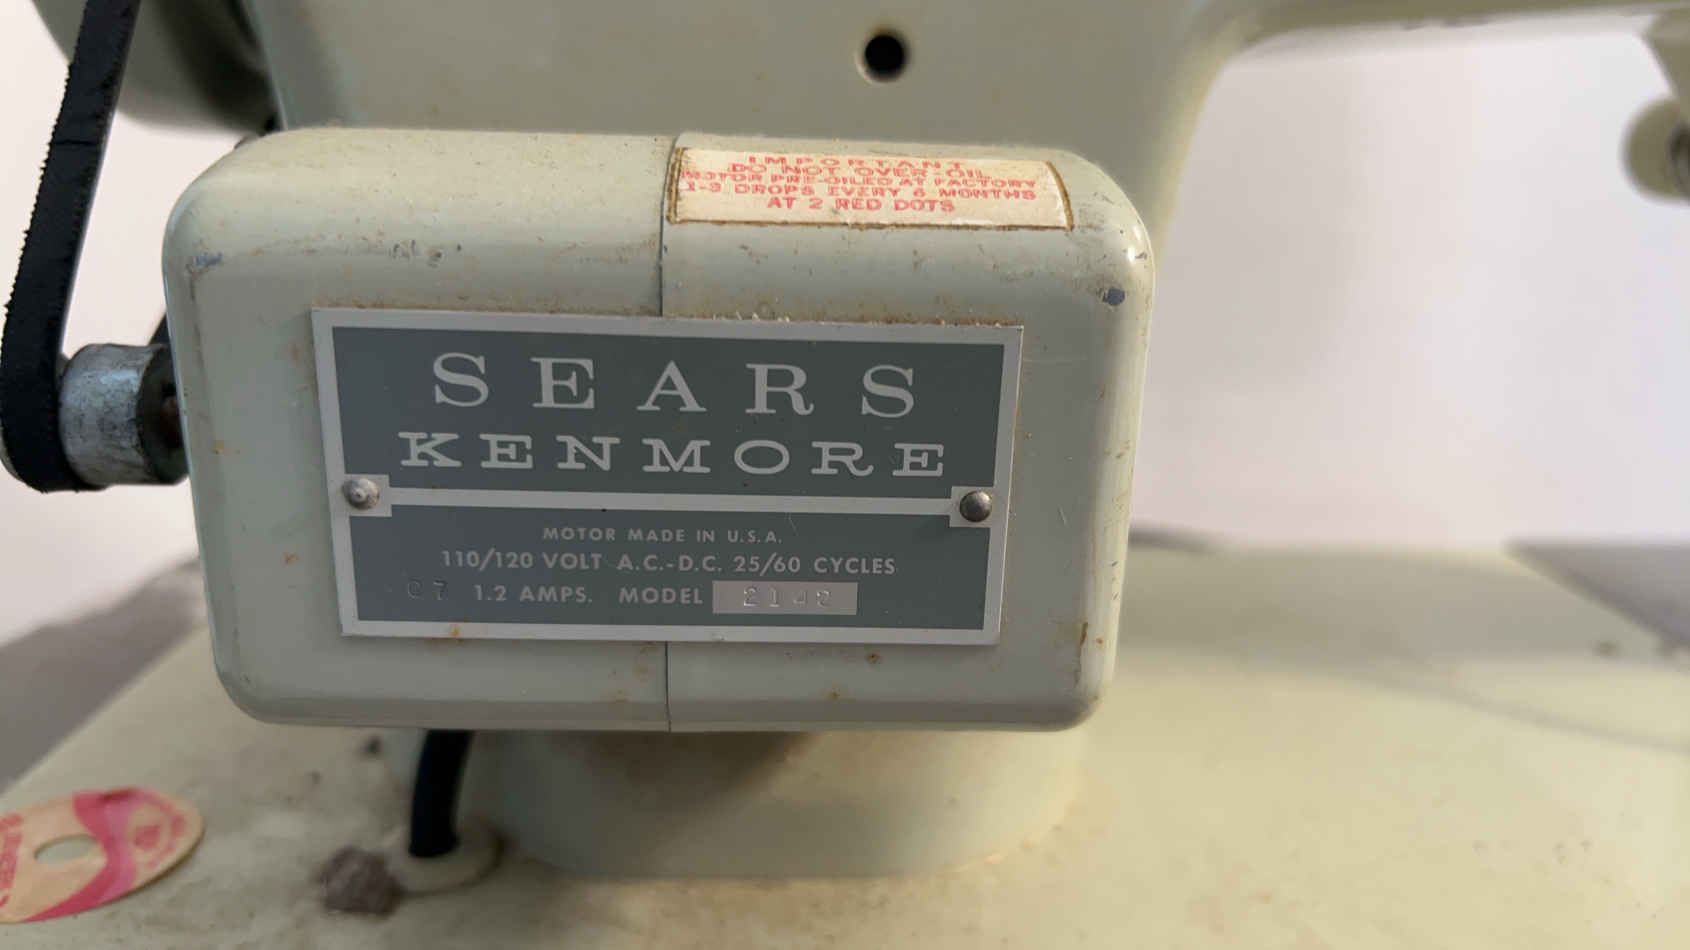 IMPORTANT
DO NOT OVER-OIL
MOTOR PRE-OILED AT FACTORY
1-3 DROPS EVERY 6 MONTHS
AT 2 RED DOTS
SEARS
KENMORE
MOTOR MADE IN U.S.A.
110/120 VOLT A.C.-D.C. 25/60 CYCLES
07 1.2 AMPS. MODEL 2142